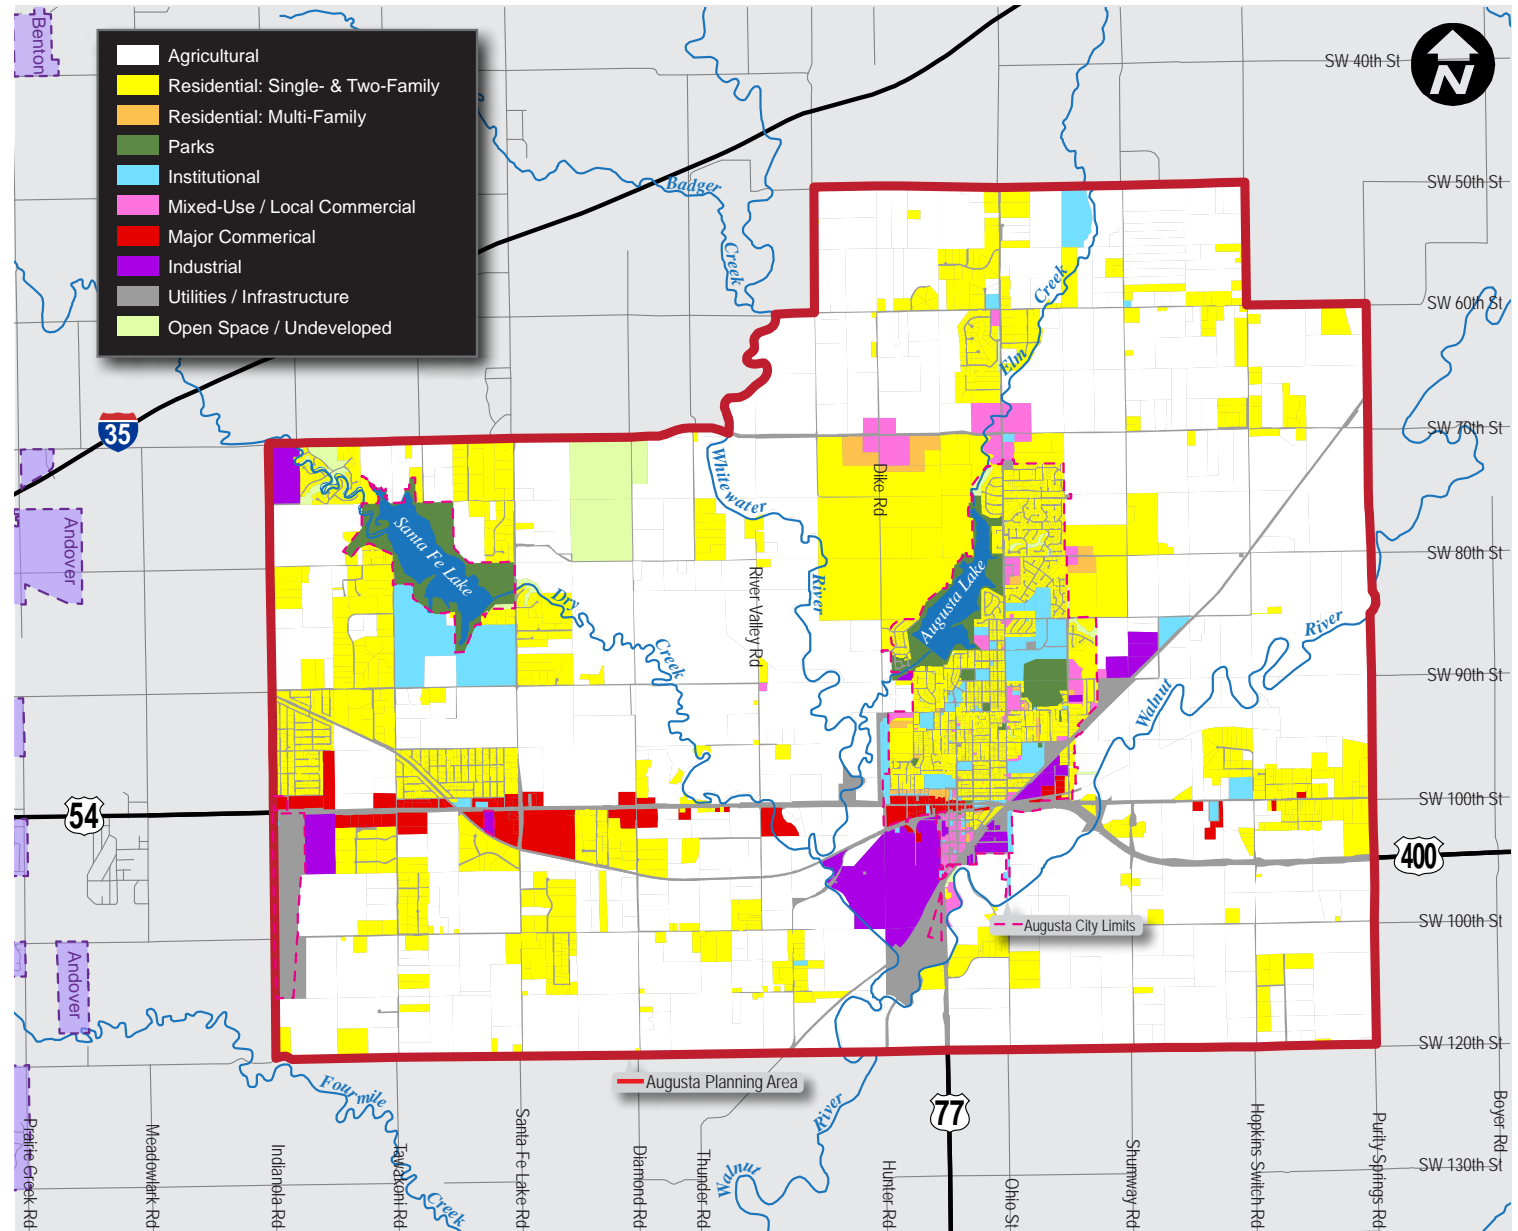 Benton
Agricultural
Residential: Single- & Two-Family
Residential: Multi-Family
Parks
Institutional
Mixed-Use / Local Commercial
Major Commerical
Industrial
Utilities / Infrastructure
Open Space / Undeveloped
N
SW 40th St
SW 50th St
SW 60th St
SW 70th St
SW 80th St
SW 90th St
SW 100th St
SW 100th St
SW 120th St
SW 130th St
Badger
Creek
Elm
Creek
35
Andover
Santa Fe Lake
Whitewater
River
Dike Rd
Augusta Lake
River Valley Rd
Dry
Creek
Walnut
River
54
400
Andover
Augusta City Limits
Augusta Planning Area
77
Fourmile
Creek
Walnut
River
Prairie Creek Rd
Meadowlark Rd
Indianola Rd
Tawakoni Rd
Santa Fe Lake Rd
Diamond Rd
Thunder Rd
Hunter Rd
Ohio St
Shumway Rd
Hopkins Switch Rd
Purity Springs Rd
Boyer Rd